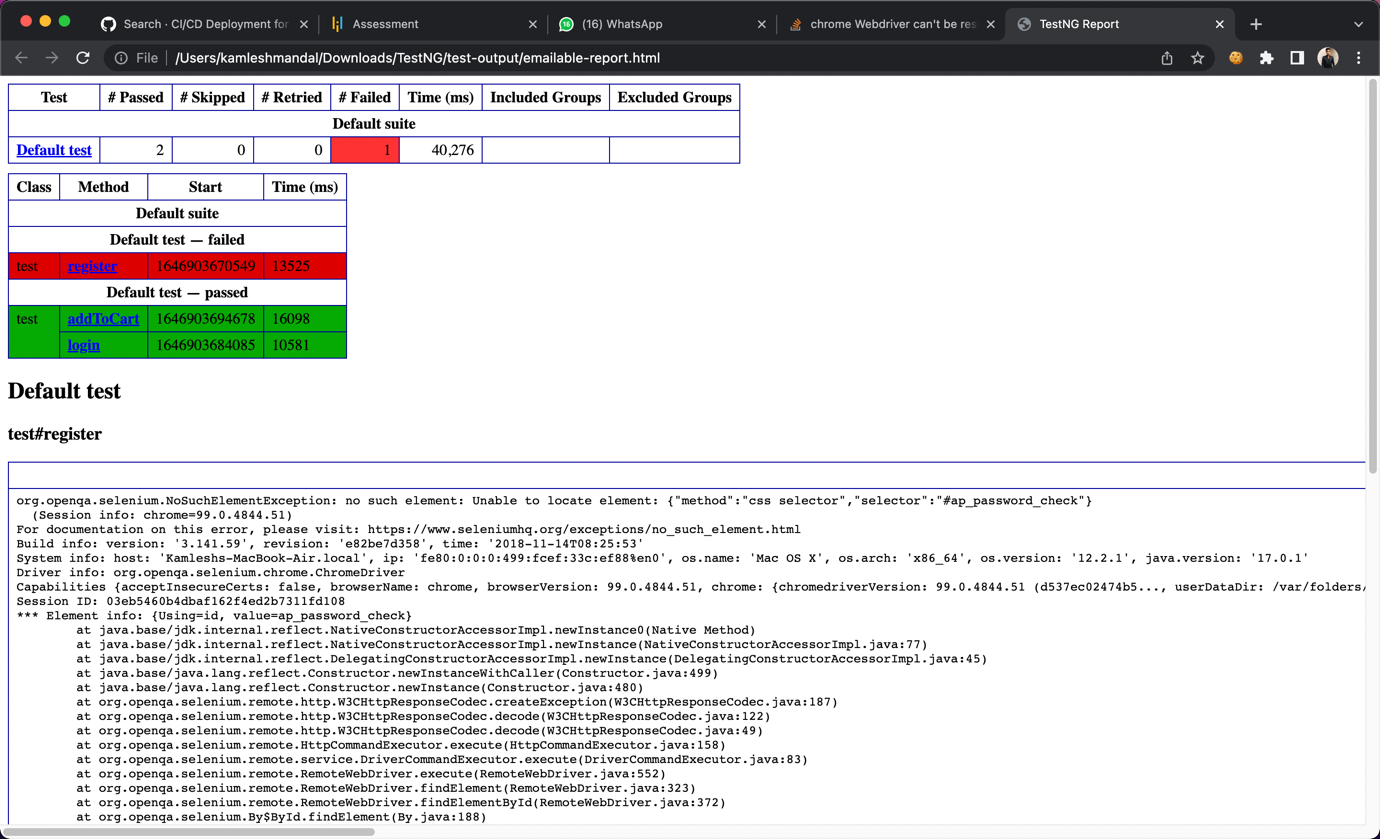 Search · CI/CD Deployment for
Assessment
(16) WhatsApp
chrome Webdriver can't be res
TestNG Report
File | /Users/kamleshmandal/Downloads/TestNG/test-output/emailable-report.html
Test # Passed # Skipped # Retried # Failed Time (ms) Included Groups Excluded Groups
Default suite
Default test 2 0 0 1 40,276
Class Method Start Time (ms)
Default suite
Default test — failed
test register 1646903670549 13525
Default test — passed
test addToCart 1646903694678 16098
login 1646903684085 10581
Default test
test#register
org.openqa.selenium.NoSuchElementException: no such element: Unable to locate element: {"method":"css selector","selector":"#ap_password_check"}
(Session info: chrome=99.0.4844.51)
For documentation on this error, please visit: https://www.seleniumhq.org/exceptions/no_such_element.html
Build info: version: '3.141.59', revision: 'e82be7d358', time: '2018-11-14T08:25:53'
System info: host: 'Kamleshs-MacBook-Air.local', ip: 'fe80:0:0:0:499:fcef:33c:ef88%en0', os.name: 'Mac OS X', os.arch: 'x86_64', os.version: '12.2.1', java.version: '17.0.1'
Driver info: org.openqa.selenium.chrome.ChromeDriver
Capabilities {acceptInsecureCerts: false, browserName: chrome, browserVersion: 99.0.4844.51, chrome: {chromedriverVersion: 99.0.4844.51 (d537ec02474b5..., userDataDir: /var/folders/
Session ID: 03eb5460b4dbaf162f4ed2b7311fd108
*** Element info: {Using=id, value=ap_password_check}
at java.base/jdk.internal.reflect.NativeConstructorAccessorImpl.newInstance0(Native Method)
at java.base/jdk.internal.reflect.NativeConstructorAccessorImpl.newInstance(NativeConstructorAccessorImpl.java:77)
at java.base/jdk.internal.reflect.DelegatingConstructorAccessorImpl.newInstance(DelegatingConstructorAccessorImpl.java:45)
at java.base/java.lang.reflect.Constructor.newInstanceWithCaller(Constructor.java:499)
at java.base/java.lang.reflect.Constructor.newInstance(Constructor.java:480)
at org.openqa.selenium.remote.http.W3CHttpResponseCodec.createException(W3CHttpResponseCodec.java:187)
at org.openqa.selenium.remote.http.W3CHttpResponseCodec.decode(W3CHttpResponseCodec.java:122)
at org.openqa.selenium.remote.http.W3CHttpResponseCodec.decode(W3CHttpResponseCodec.java:49)
at org.openqa.selenium.remote.HttpCommandExecutor.execute(HttpCommandExecutor.java:158)
at org.openqa.selenium.remote.service.DriverCommandExecutor.execute(DriverCommandExecutor.java:83)
at org.openqa.selenium.remote.RemoteWebDriver.execute(RemoteWebDriver.java:552)
at org.openqa.selenium.remote.RemoteWebDriver.findElement(RemoteWebDriver.java:323)
at org.openqa.selenium.remote.RemoteWebDriver.findElementById(RemoteWebDriver.java:372)
at org.openqa.selenium.By$ById.findElement(By.java:188)